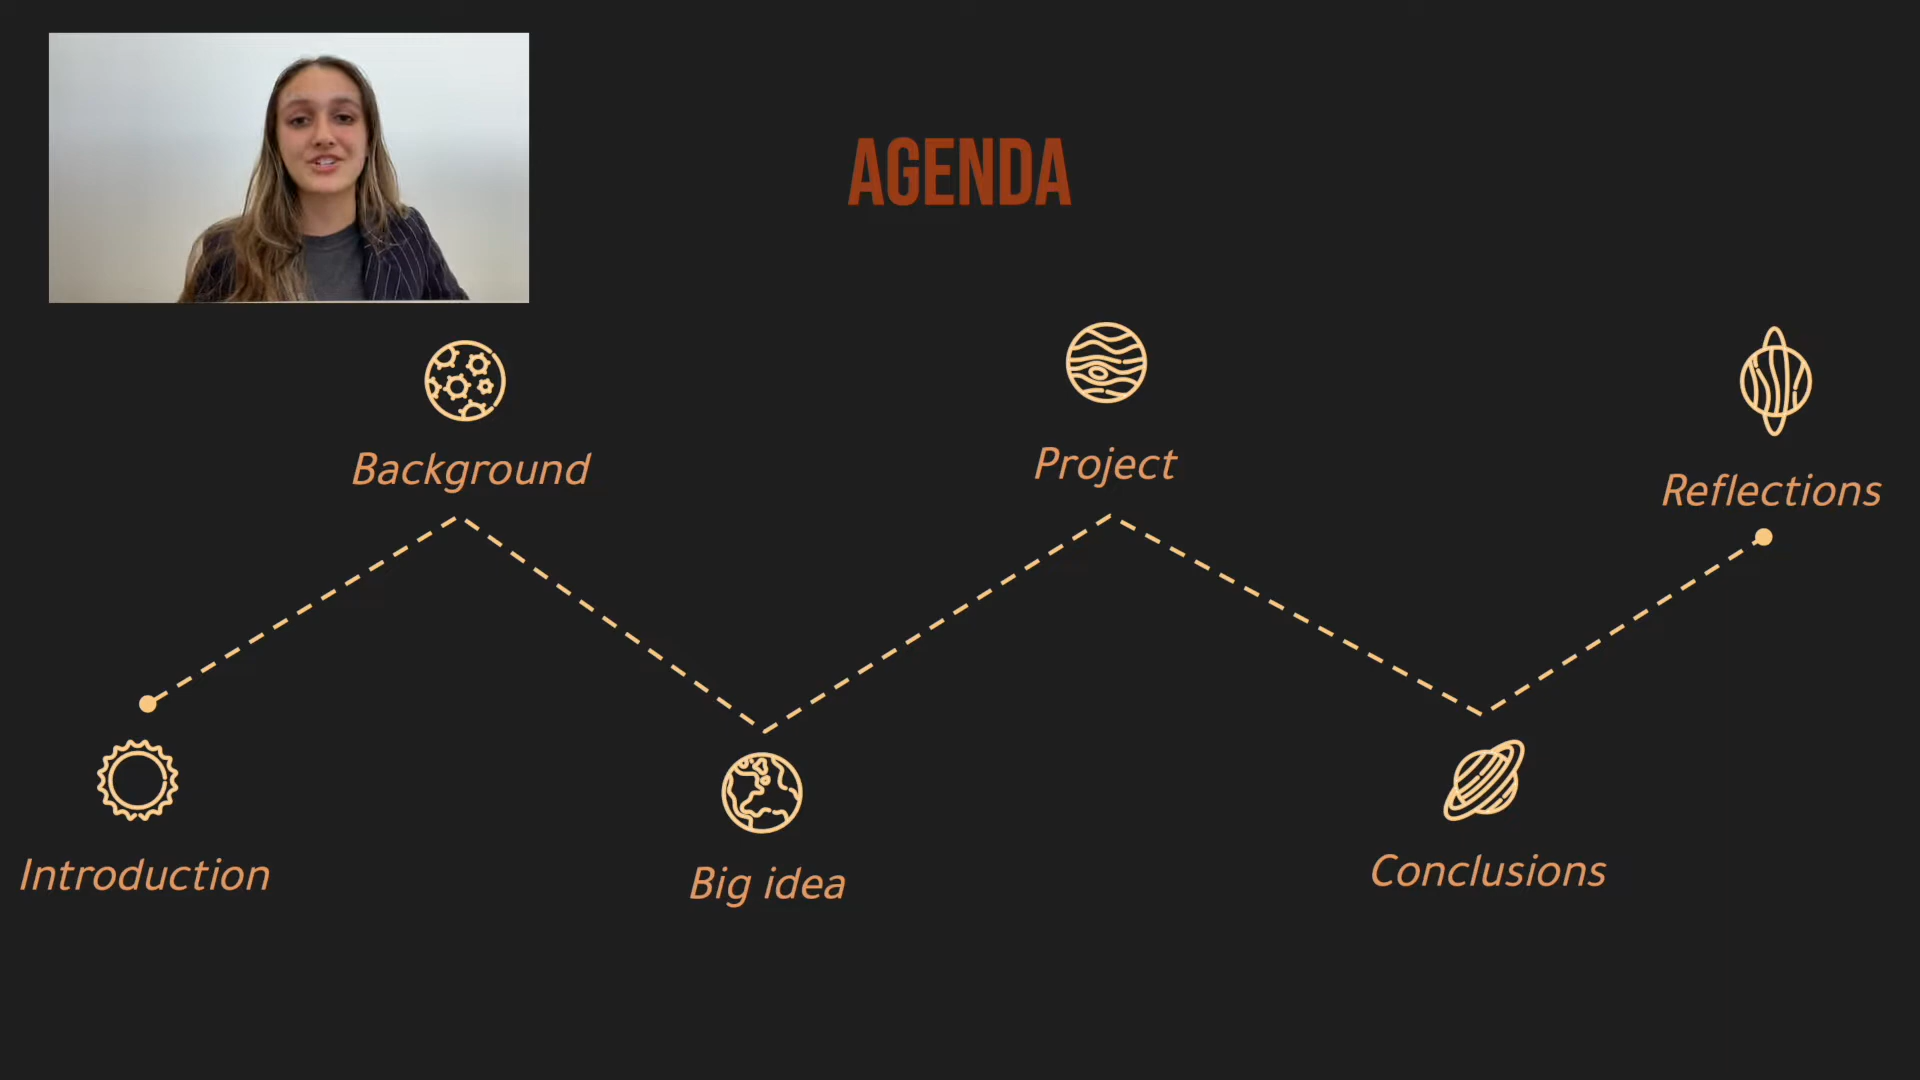 AGENDA
Introduction
Background
Big idea
Project
Conclusions
Reflections